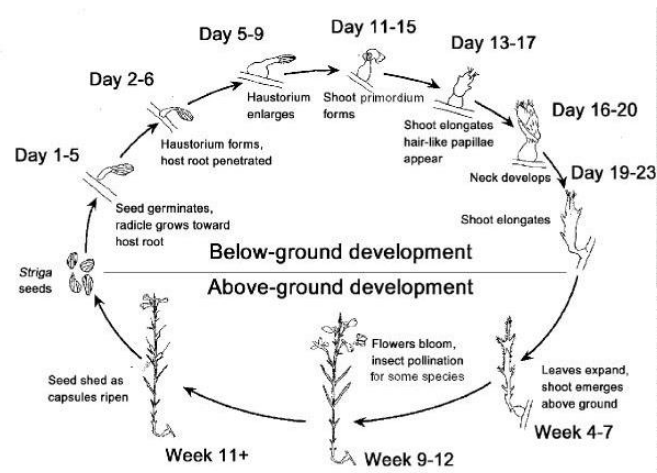 Day 1-5
Seed germinates,
radicle grows toward
host root
Day 2-6
Haustorium forms,
host root penetrated
Day 5-9
Haustorium
enlarges
Day 11-15
Shoot primordium
forms
Day 13-17
Shoot elongates
hair-like papillae
appear
Day 16-20
Neck develops
Day 19-23
Shoot elongates
Below-ground development
Above-ground development
Leaves expand,
shoot emerges
above ground
Week 4-7
Flowers bloom,
insect pollination
for some species
Week 9-12
Seed shed as
capsules ripen
Week 11+
Striga
seeds